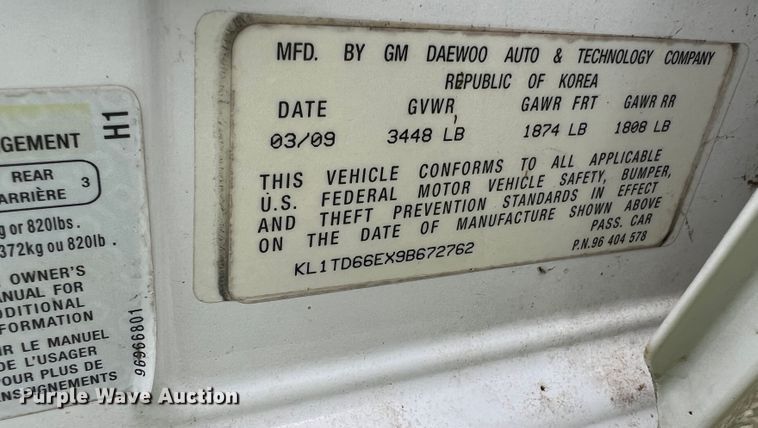 GEMENT
H1
REAR
ARRIÈRE 3
g or 820lbs.
372kg ou 820lb.
OWNER'S
ANUAL FOR
DDITIONAL
FORMATION
IR LE MANUEL
DE L'USAGER
POUR PLUS DE
NSEIGNEMENTS
96966801
MFD. BY GM DAEWOO AUTO & TECHNOLOGY COMPANY
REPUBLIC OF KOREA
DATE GVWR GAWR FRT GAWR RR
03/09 3448 LB 1874 LB 1808 LB
THIS VEHICLE CONFORMS TO ALL APPLICABLE
U.S. FEDERAL MOTOR VEHICLE SAFETY, BUMPER,
AND THEFT PREVENTION STANDARDS IN EFFECT
ON THE DATE OF MANUFACTURE SHOWN ABOVE
PASS. CAR
KL1TD66EX9B672762
P.N.96 404 578
Purple Wave Auction